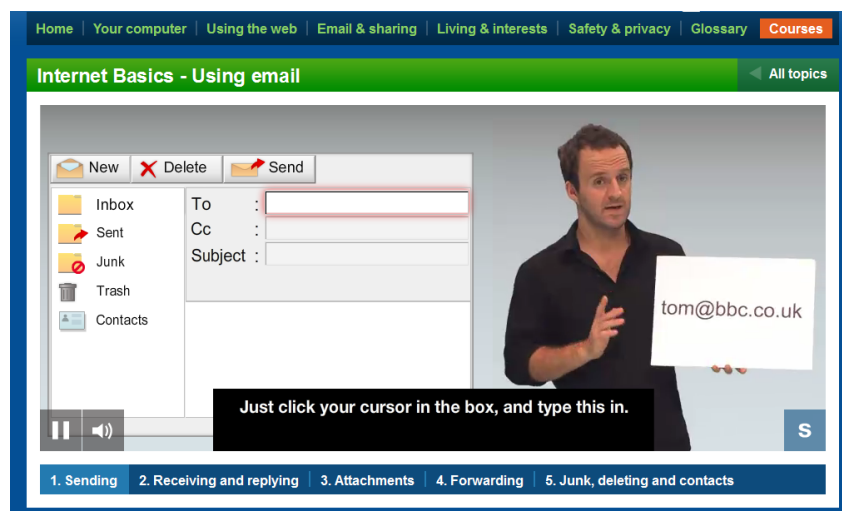 Home | Your computer | Using the web | Email & sharing | Living & interests | Safety & privacy | Glossary Courses
Internet Basics - Using email
All topics
New Delete Send
Inbox
Sent
Junk
Trash
Contacts
To :
Cc :
Subject :
tom@bbc.co.uk
Just click your cursor in the box, and type this in.
S
1. Sending 2. Receiving and replying | 3. Attachments | 4. Forwarding | 5. Junk, deleting and contacts